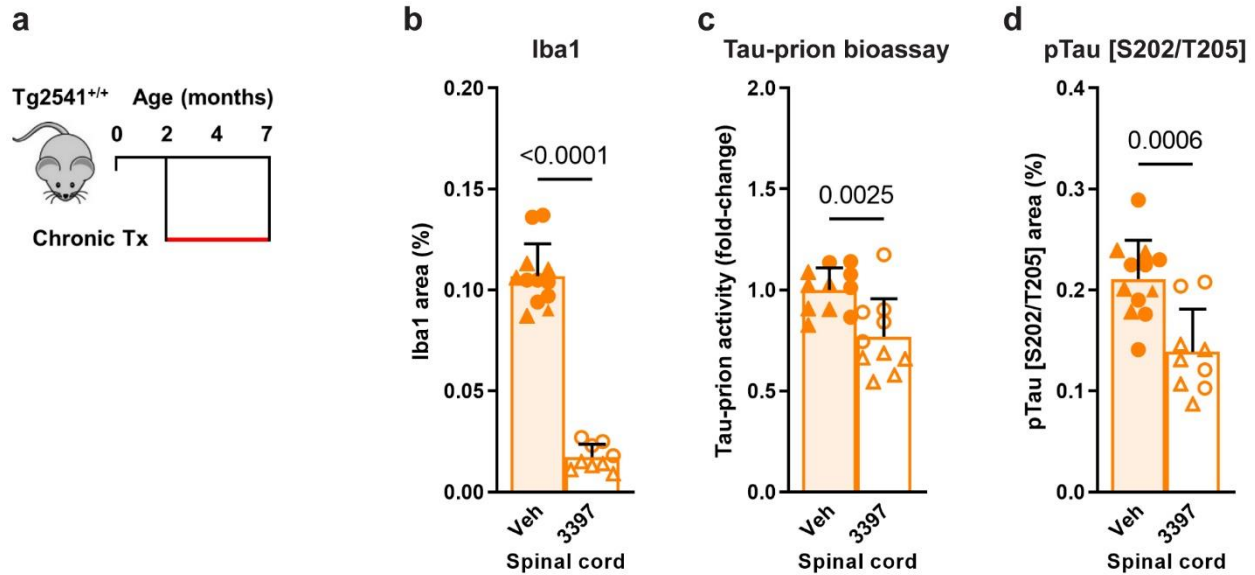 a
Tg2541+/+ Age (months)
0 2 4 7
Chronic Tx
b
Iba1
Iba1 area (%)
0.20
0.15
0.10
0.05
0.00
<0.0001
Veh
3397
Spinal cord
c
Tau-prion bioassay
Tau-prion activity (fold-change)
2.0
1.5
1.0
0.5
0.0
0.0025
Veh
3397
Spinal cord
d
pTau [S202/T205]
pTau [S202/T205] area (%)
0.4
0.3
0.2
0.1
0.0
0.0006
Veh
3397
Spinal cord